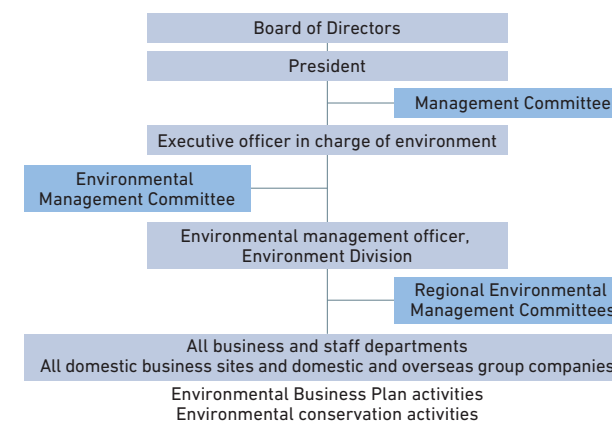 Board of Directors
President
Management Committee
Executive officer in charge of environment
Environmental
Management Committee
Environmental management officer,
Environment Division
Regional Environmental
Management Committees
All business and staff departments
All domestic business sites and domestic and overseas group companies
Environmental Business Plan activities
Environmental conservation activities